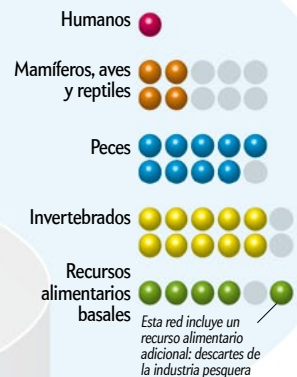 Humanos
Mamíferos, aves
y reptiles
Peces
Invertebrados
Recursos
alimentarios
basales
Esta red incluye un
recurso alimentario
adicional: descartes de
la industria pesquera